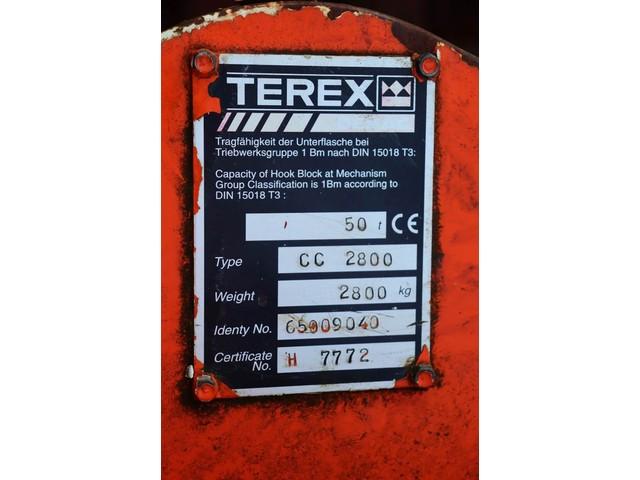 TEREX
Tragfähigkeit der Unterflasche bei
Triebwerksgruppe 1 Bm nach DIN 15018 T3:
Capacity of Hook Block at Mechanism
Group Classification is 1Bm according to
DIN 15018 T3 :
50 t CE
Type CC 2800
Weight 2800 kg
Identy No. 65009040
Certificate
No. H 7772